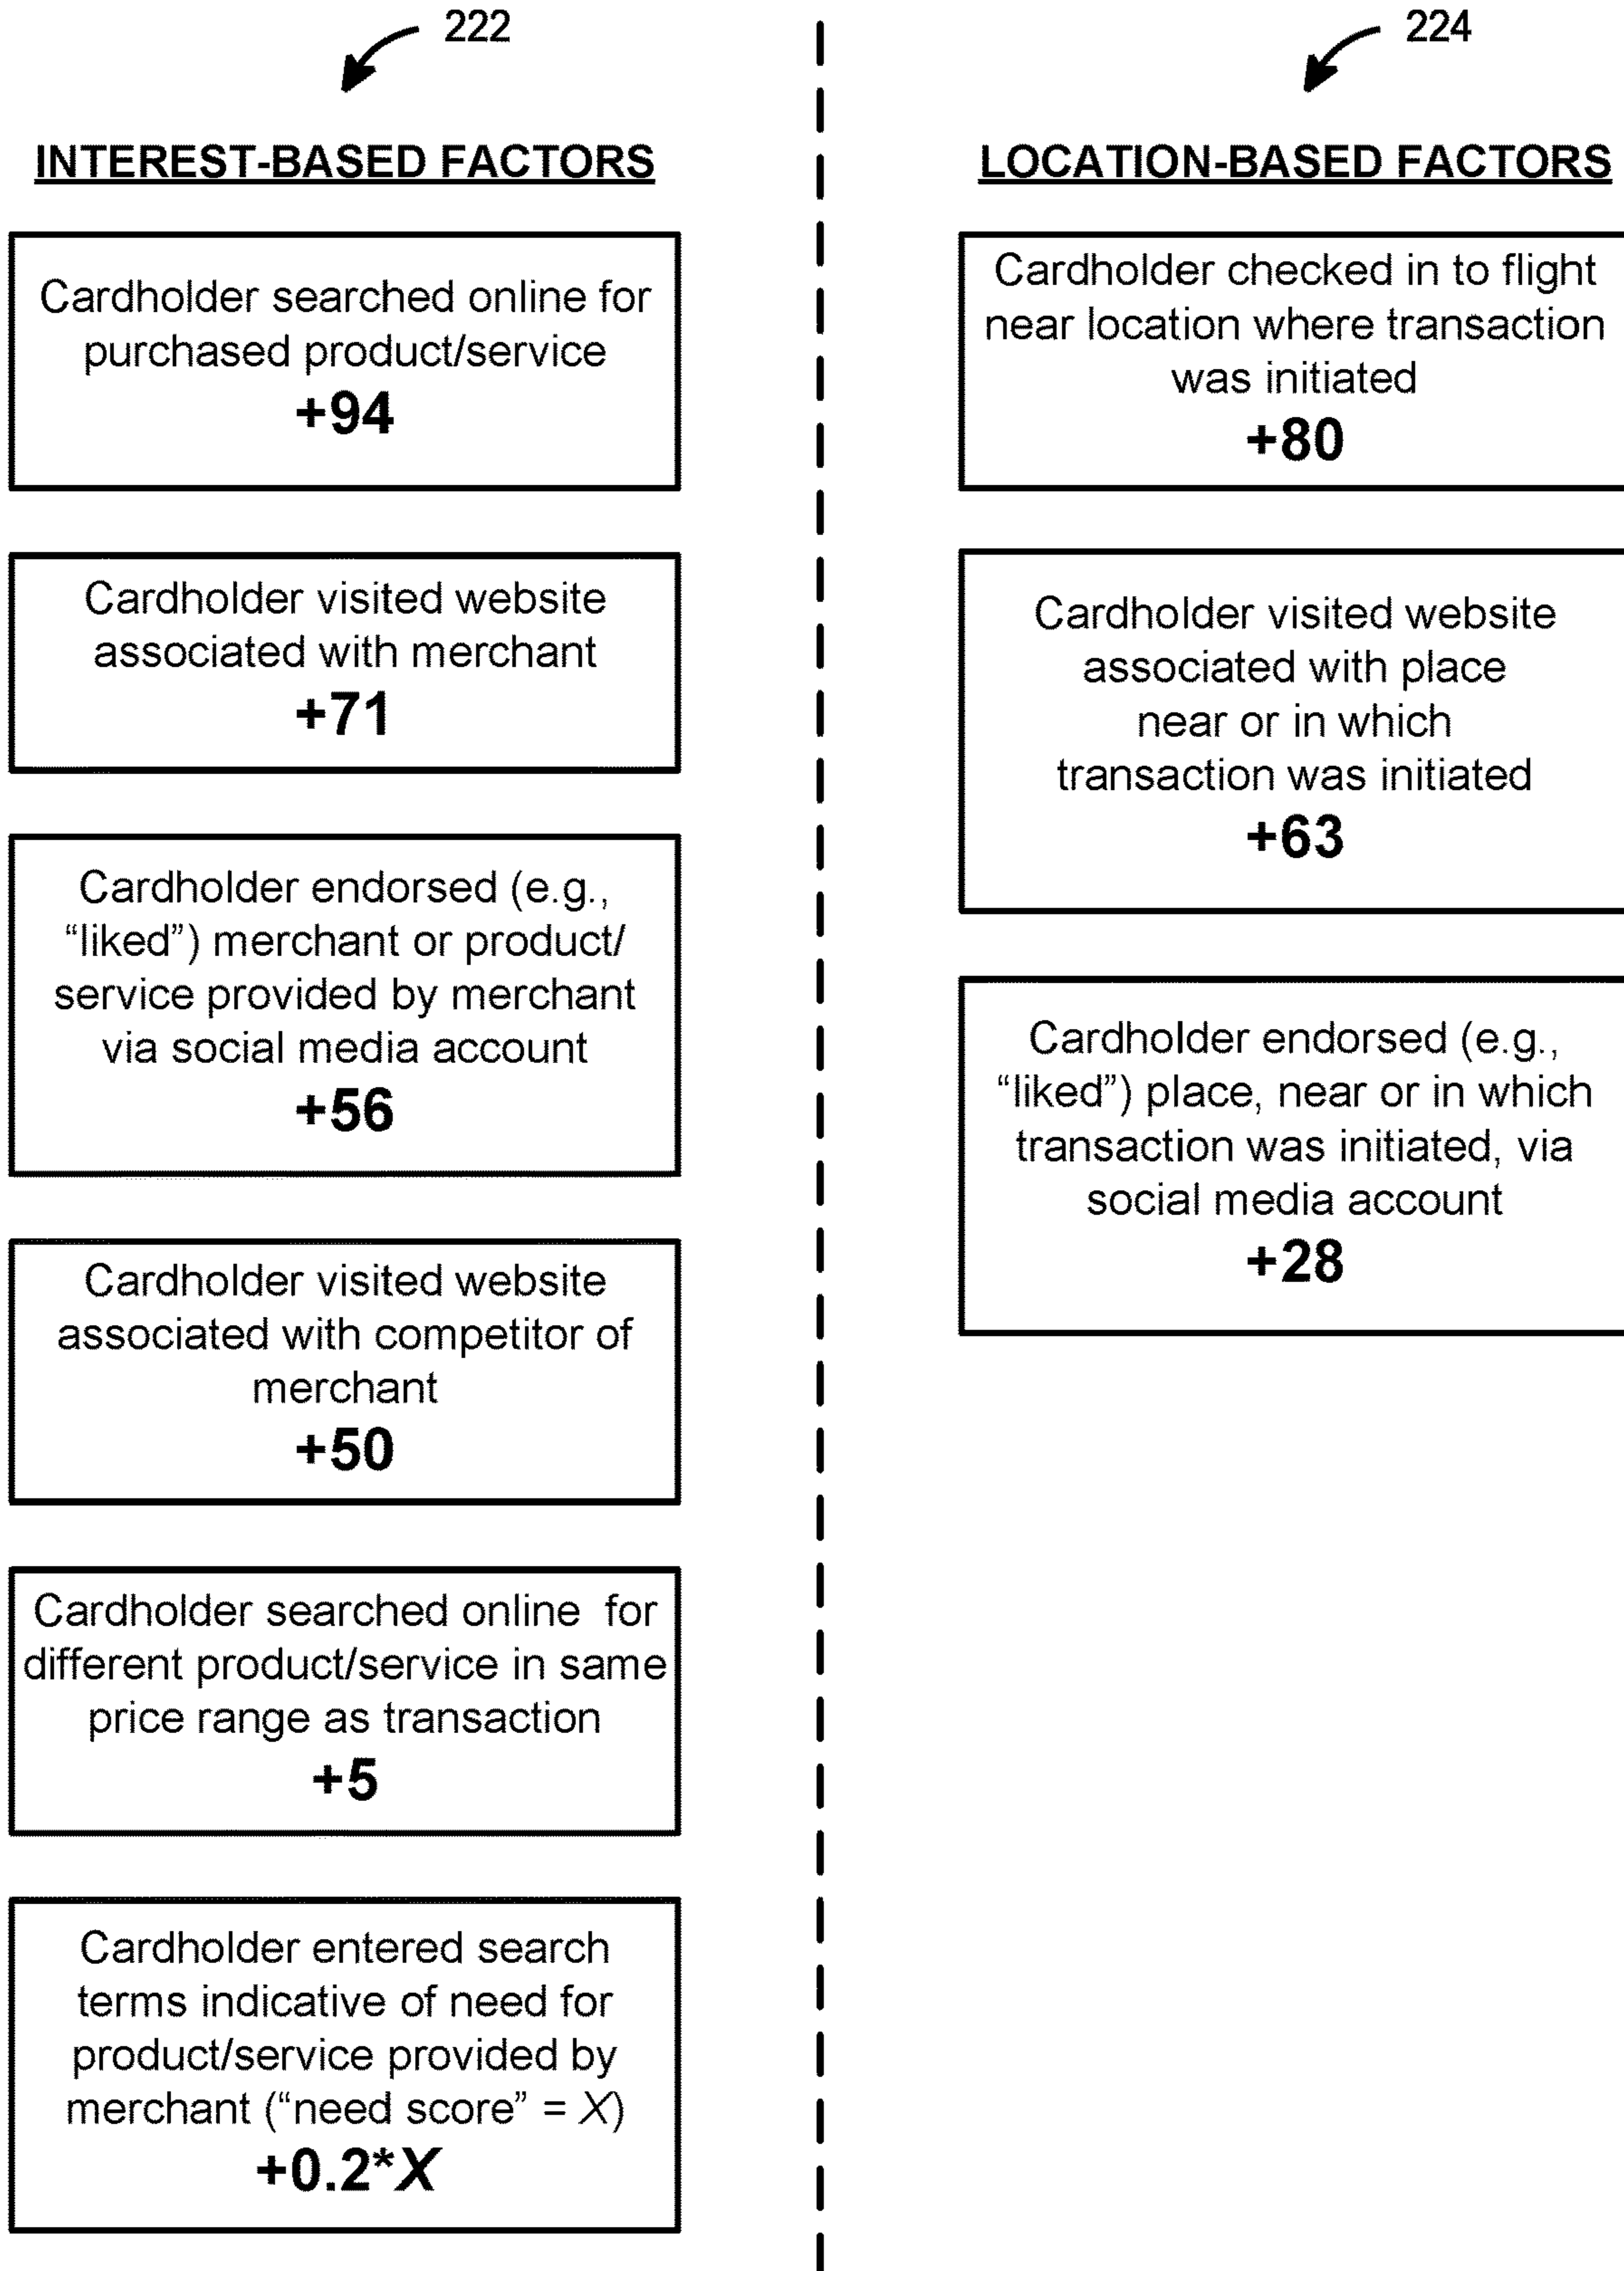 222
INTEREST-BASED FACTORS
Cardholder searched online for
purchased product/service
+94
Cardholder visited website
associated with merchant
+71
Cardholder endorsed (e.g.,
“liked”) merchant or product/
service provided by merchant
via social media account
+56
Cardholder visited website
associated with competitor of
merchant
+50
Cardholder searched online for
different product/service in same
price range as transaction
+5
Cardholder entered search
terms indicative of need for
product/service provided by
merchant (“need score” = X)
+0.2*X
224
LOCATION-BASED FACTORS
Cardholder checked in to flight
near location where transaction
was initiated
+80
Cardholder visited website
associated with place
near or in which
transaction was initiated
+63
Cardholder endorsed (e.g.,
“liked”) place, near or in which
transaction was initiated, via
social media account
+28